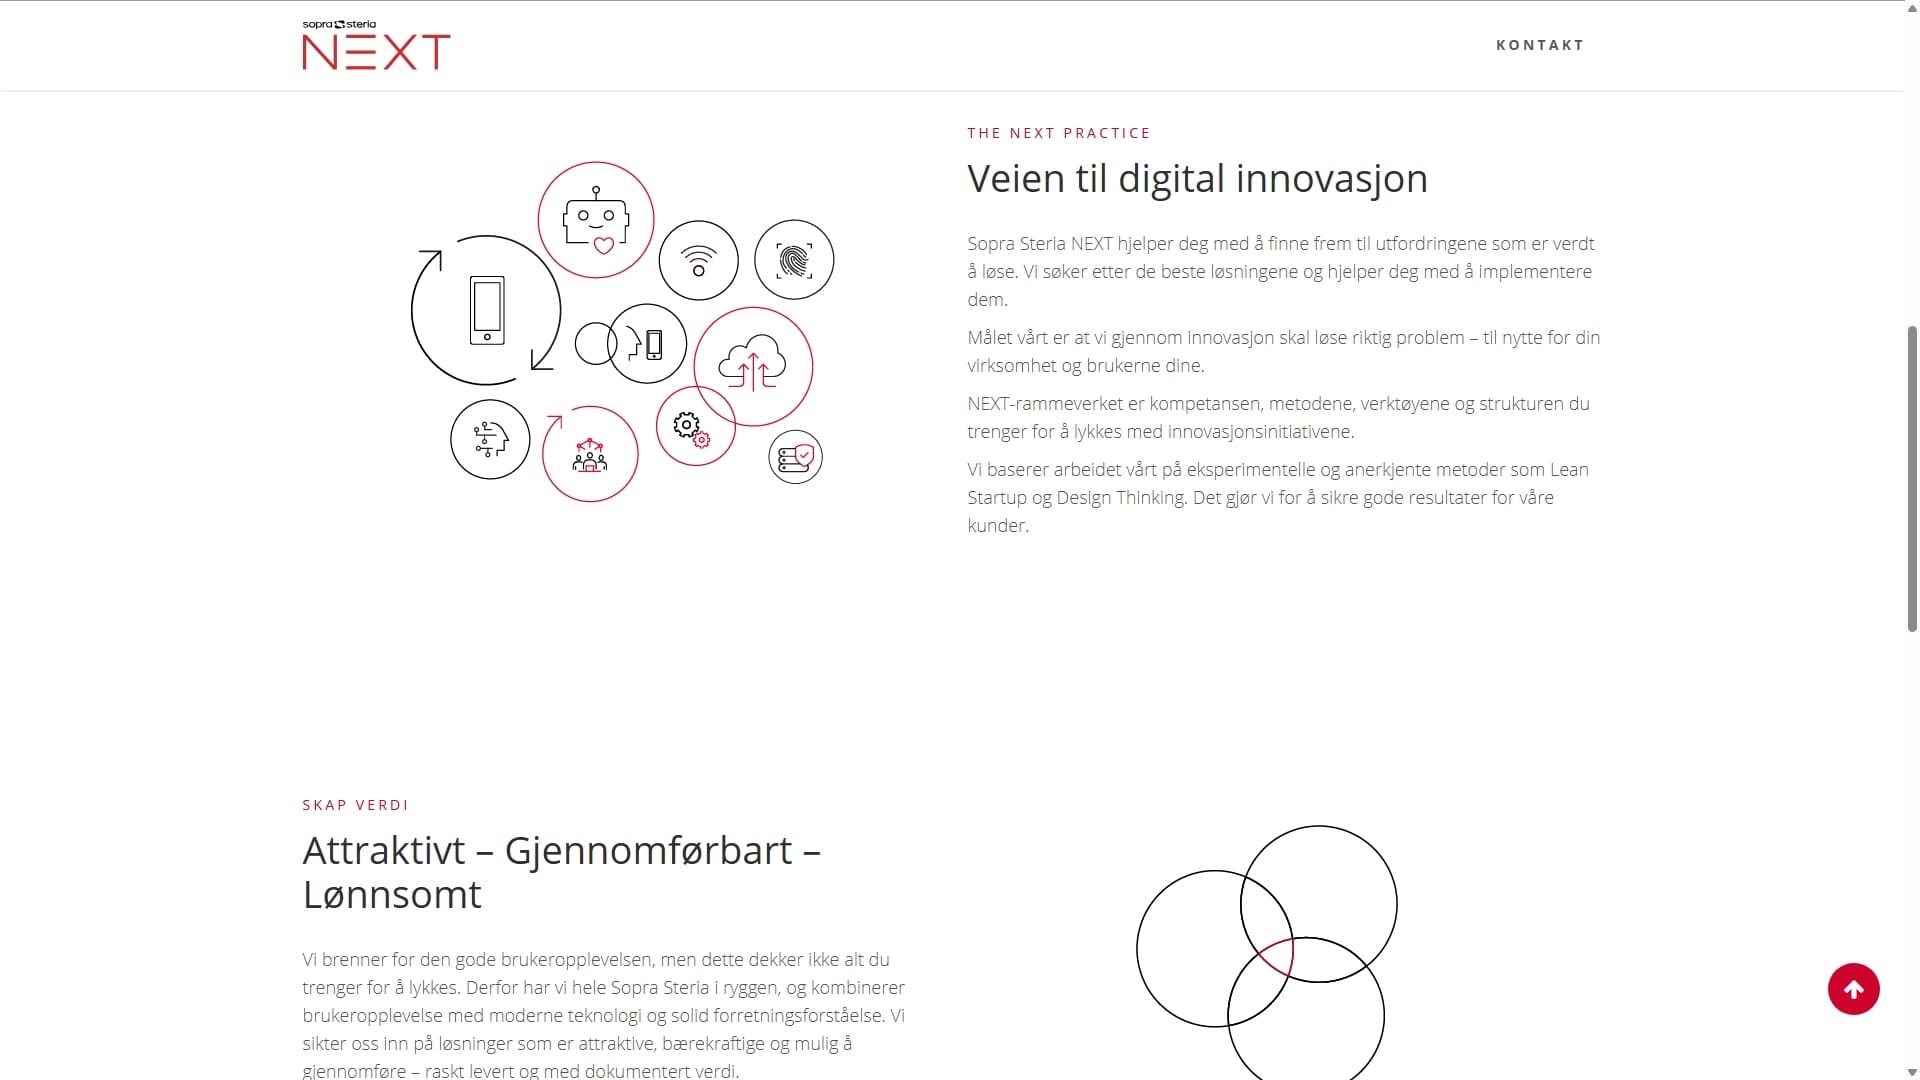 sopra steria
NEXT
KONTAKT
THE NEXT PRACTICE
Veien til digital innovasjon
Sopra Steria NEXT hjelper deg med å finne frem til utfordringene som er verdt
å løse. Vi søker etter de beste løsningene og hjelper deg med å implementere
dem.
Målet vårt er at vi gjennom innovasjon skal løse riktig problem – til nytte for din
virksomhet og brukerne dine.
NEXT-rammeverket er kompetansen, metodene, verktøyene og strukturen du
trenger for å lykkes med innovasjonsinitiativene.
Vi baserer arbeidet vårt på eksperimentelle og anerkjente metoder som Lean
Startup og Design Thinking. Det gjør vi for å sikre gode resultater for våre
kunder.
SKAP VERDI
Attraktivt – Gjennomførbart –
Lønnsomt
Vi brenner for den gode brukeropplevelsen, men dette dekker ikke alt du
trenger for å lykkes. Derfor har vi hele Sopra Steria i ryggen, og kombinerer
brukeropplevelse med moderne teknologi og solid forretningsforståelse. Vi
sikter oss inn på løsninger som er attraktive, bærekraftige og mulig å
gjennomføre – raskt levert og med dokumentert verdi.